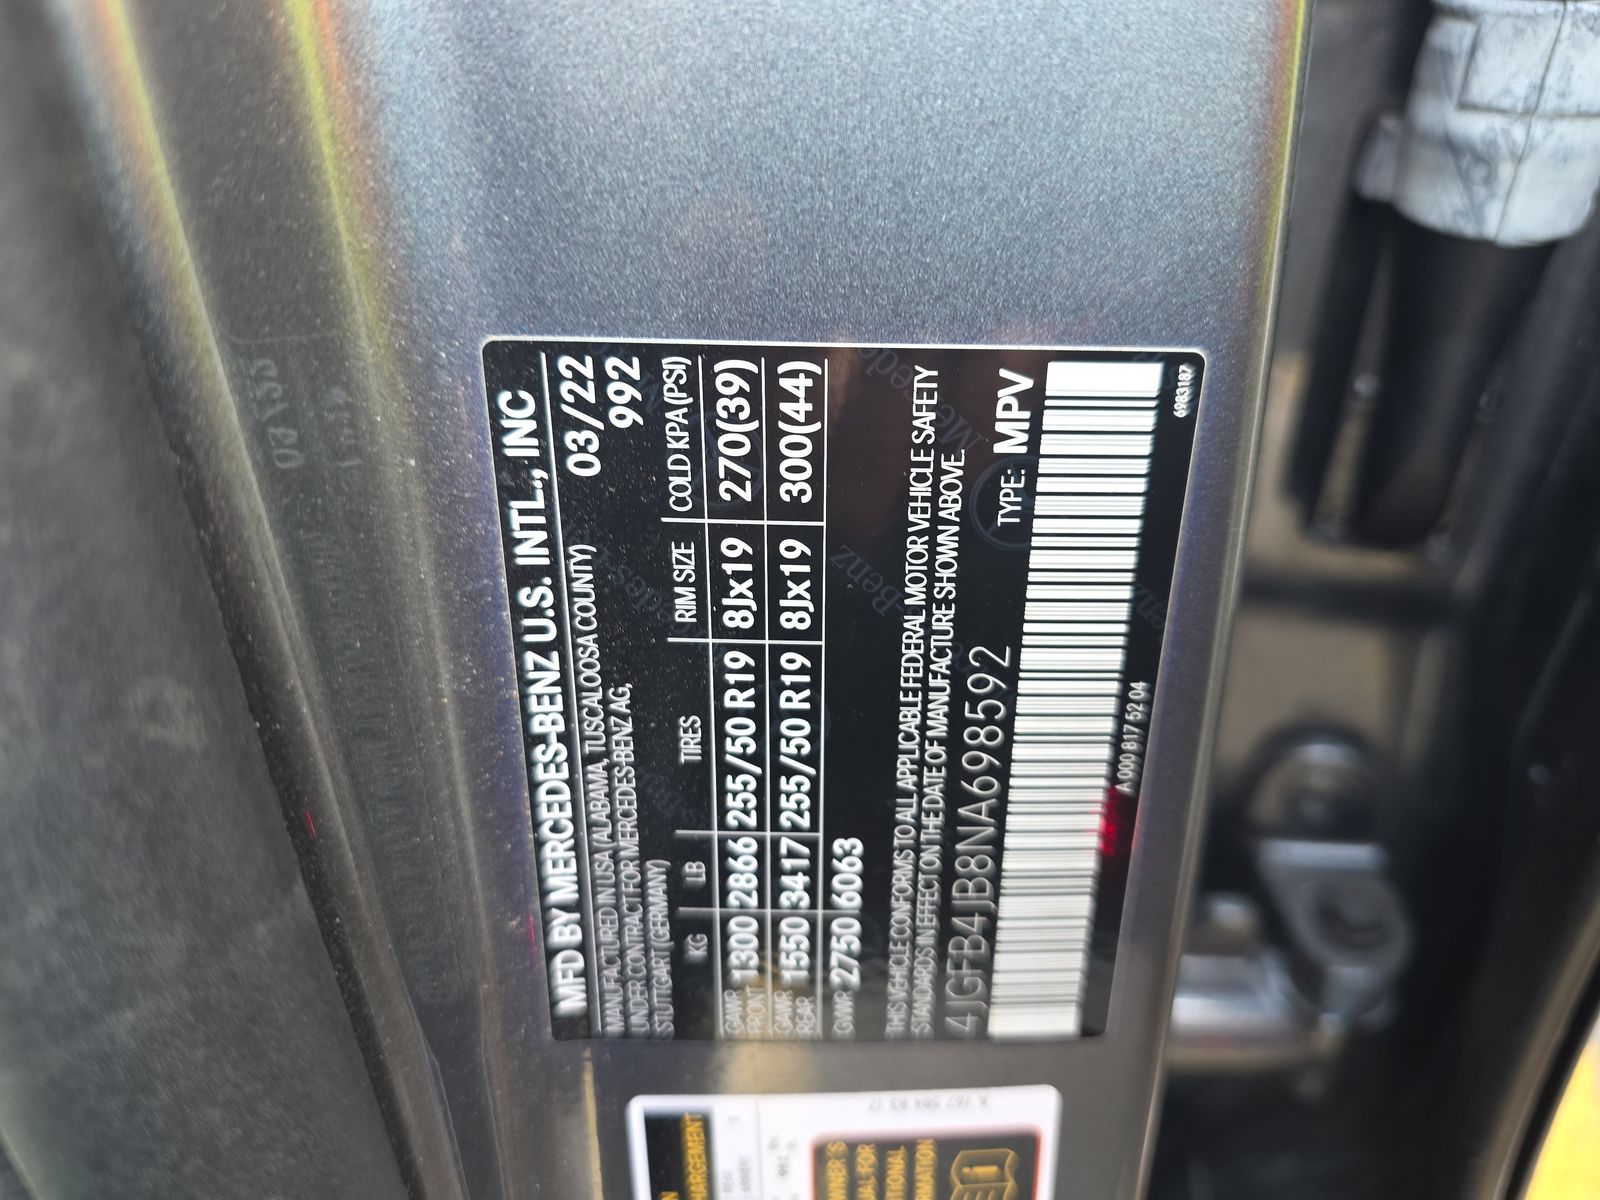 MFD BY MERCEDES-BENZ U.S. INTL., INC
03/22
MANUFACTURED IN USA (ALABAMA, TUSCALOOSA COUNTY) 992
UNDER CONTRACT FOR MERCEDES-BENZ AG,
STUTTGART (GERMANY)
KG LB TIRES RIM SIZE COLD KPA (PSI)
GAWR FRONT 1300 2866 255/50 R19 8Jx19 270(39)
GAWR REAR 1550 3417 255/50 R19 8Jx19 300(44)
GVWR 2750 6063
THIS VEHICLE CONFORMS TO ALL APPLICABLE FEDERAL MOTOR VEHICLE SAFETY
STANDARDS IN EFFECT ON THE DATE OF MANUFACTURE SHOWN ABOVE.
4JGFB4JB8NA698592 TYPE: MPV
A 000 817 52 04
6983187
OWNER'S
FOR